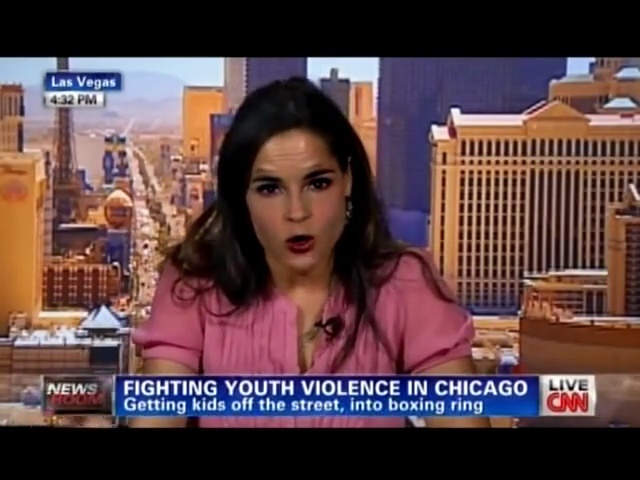 Las Vegas
4:32 PM
NEWS
ROOM
FIGHTING YOUTH VIOLENCE IN CHICAGO
Getting kids off the street, into boxing ring
LIVE
CNN